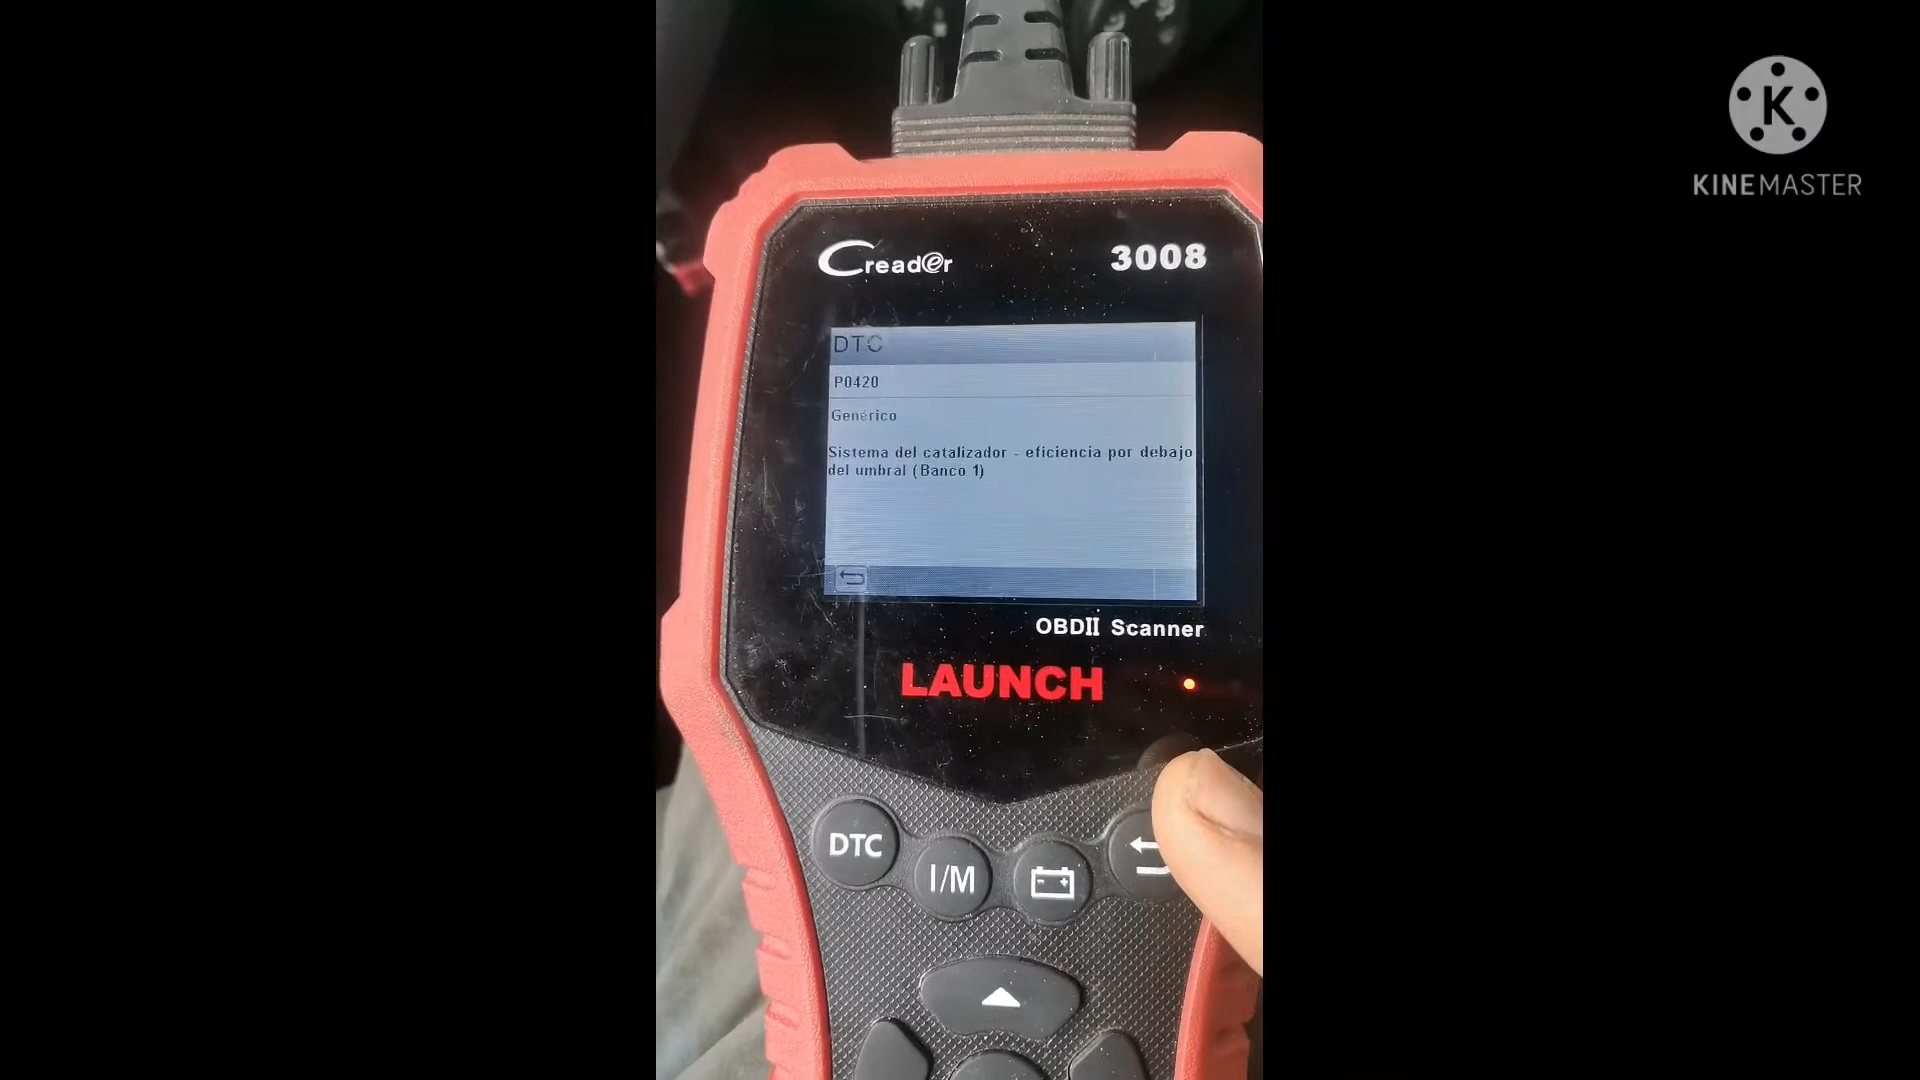 Creader 3008
DTC
P0420
Genérico
Sistema del catalizador - eficiencia por debajo
del umbral (Banco 1)
OBDII Scanner
LAUNCH
DTC
I/M
K
KINEMASTER